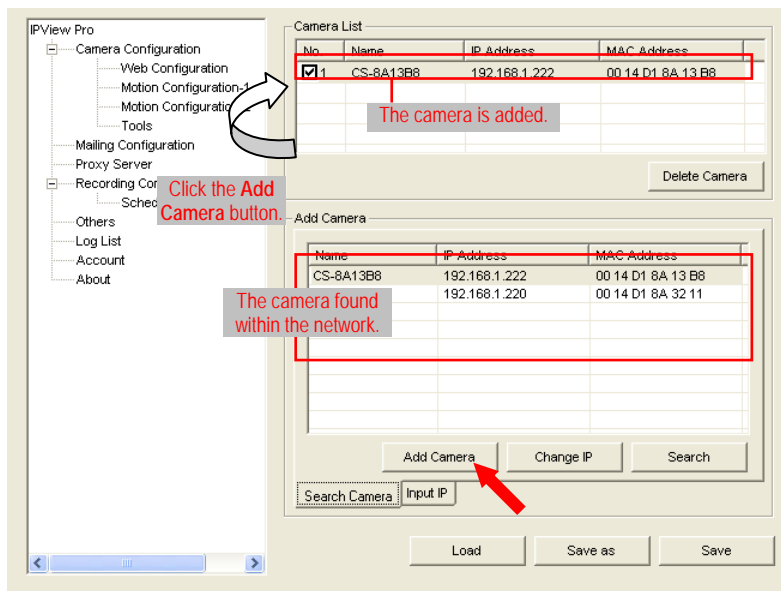 IPView Pro
Camera Configuration
Web Configuration
Motion Configuration-1
Motion Configuration
Tools
Mailing Configuration
Proxy Server
Recording
Others
Log List
Account
About
Click the Add
Camera button.
Camera List
No. Name IP Address MAC Address
1 CS-8A13B8 192.168.1.222 00 14 D1 8A 13 B8
The camera is added.
Delete Camera
Add Camera
Name IP Address MAC Address
CS-8A13B8 192.168.1.222 00 14 D1 8A 13 B8
192.168.1.220 00 14 D1 8A 32 11
The camera found
within the network.
Add Camera Change IP Search
Search Camera Input IP
Load Save as Save